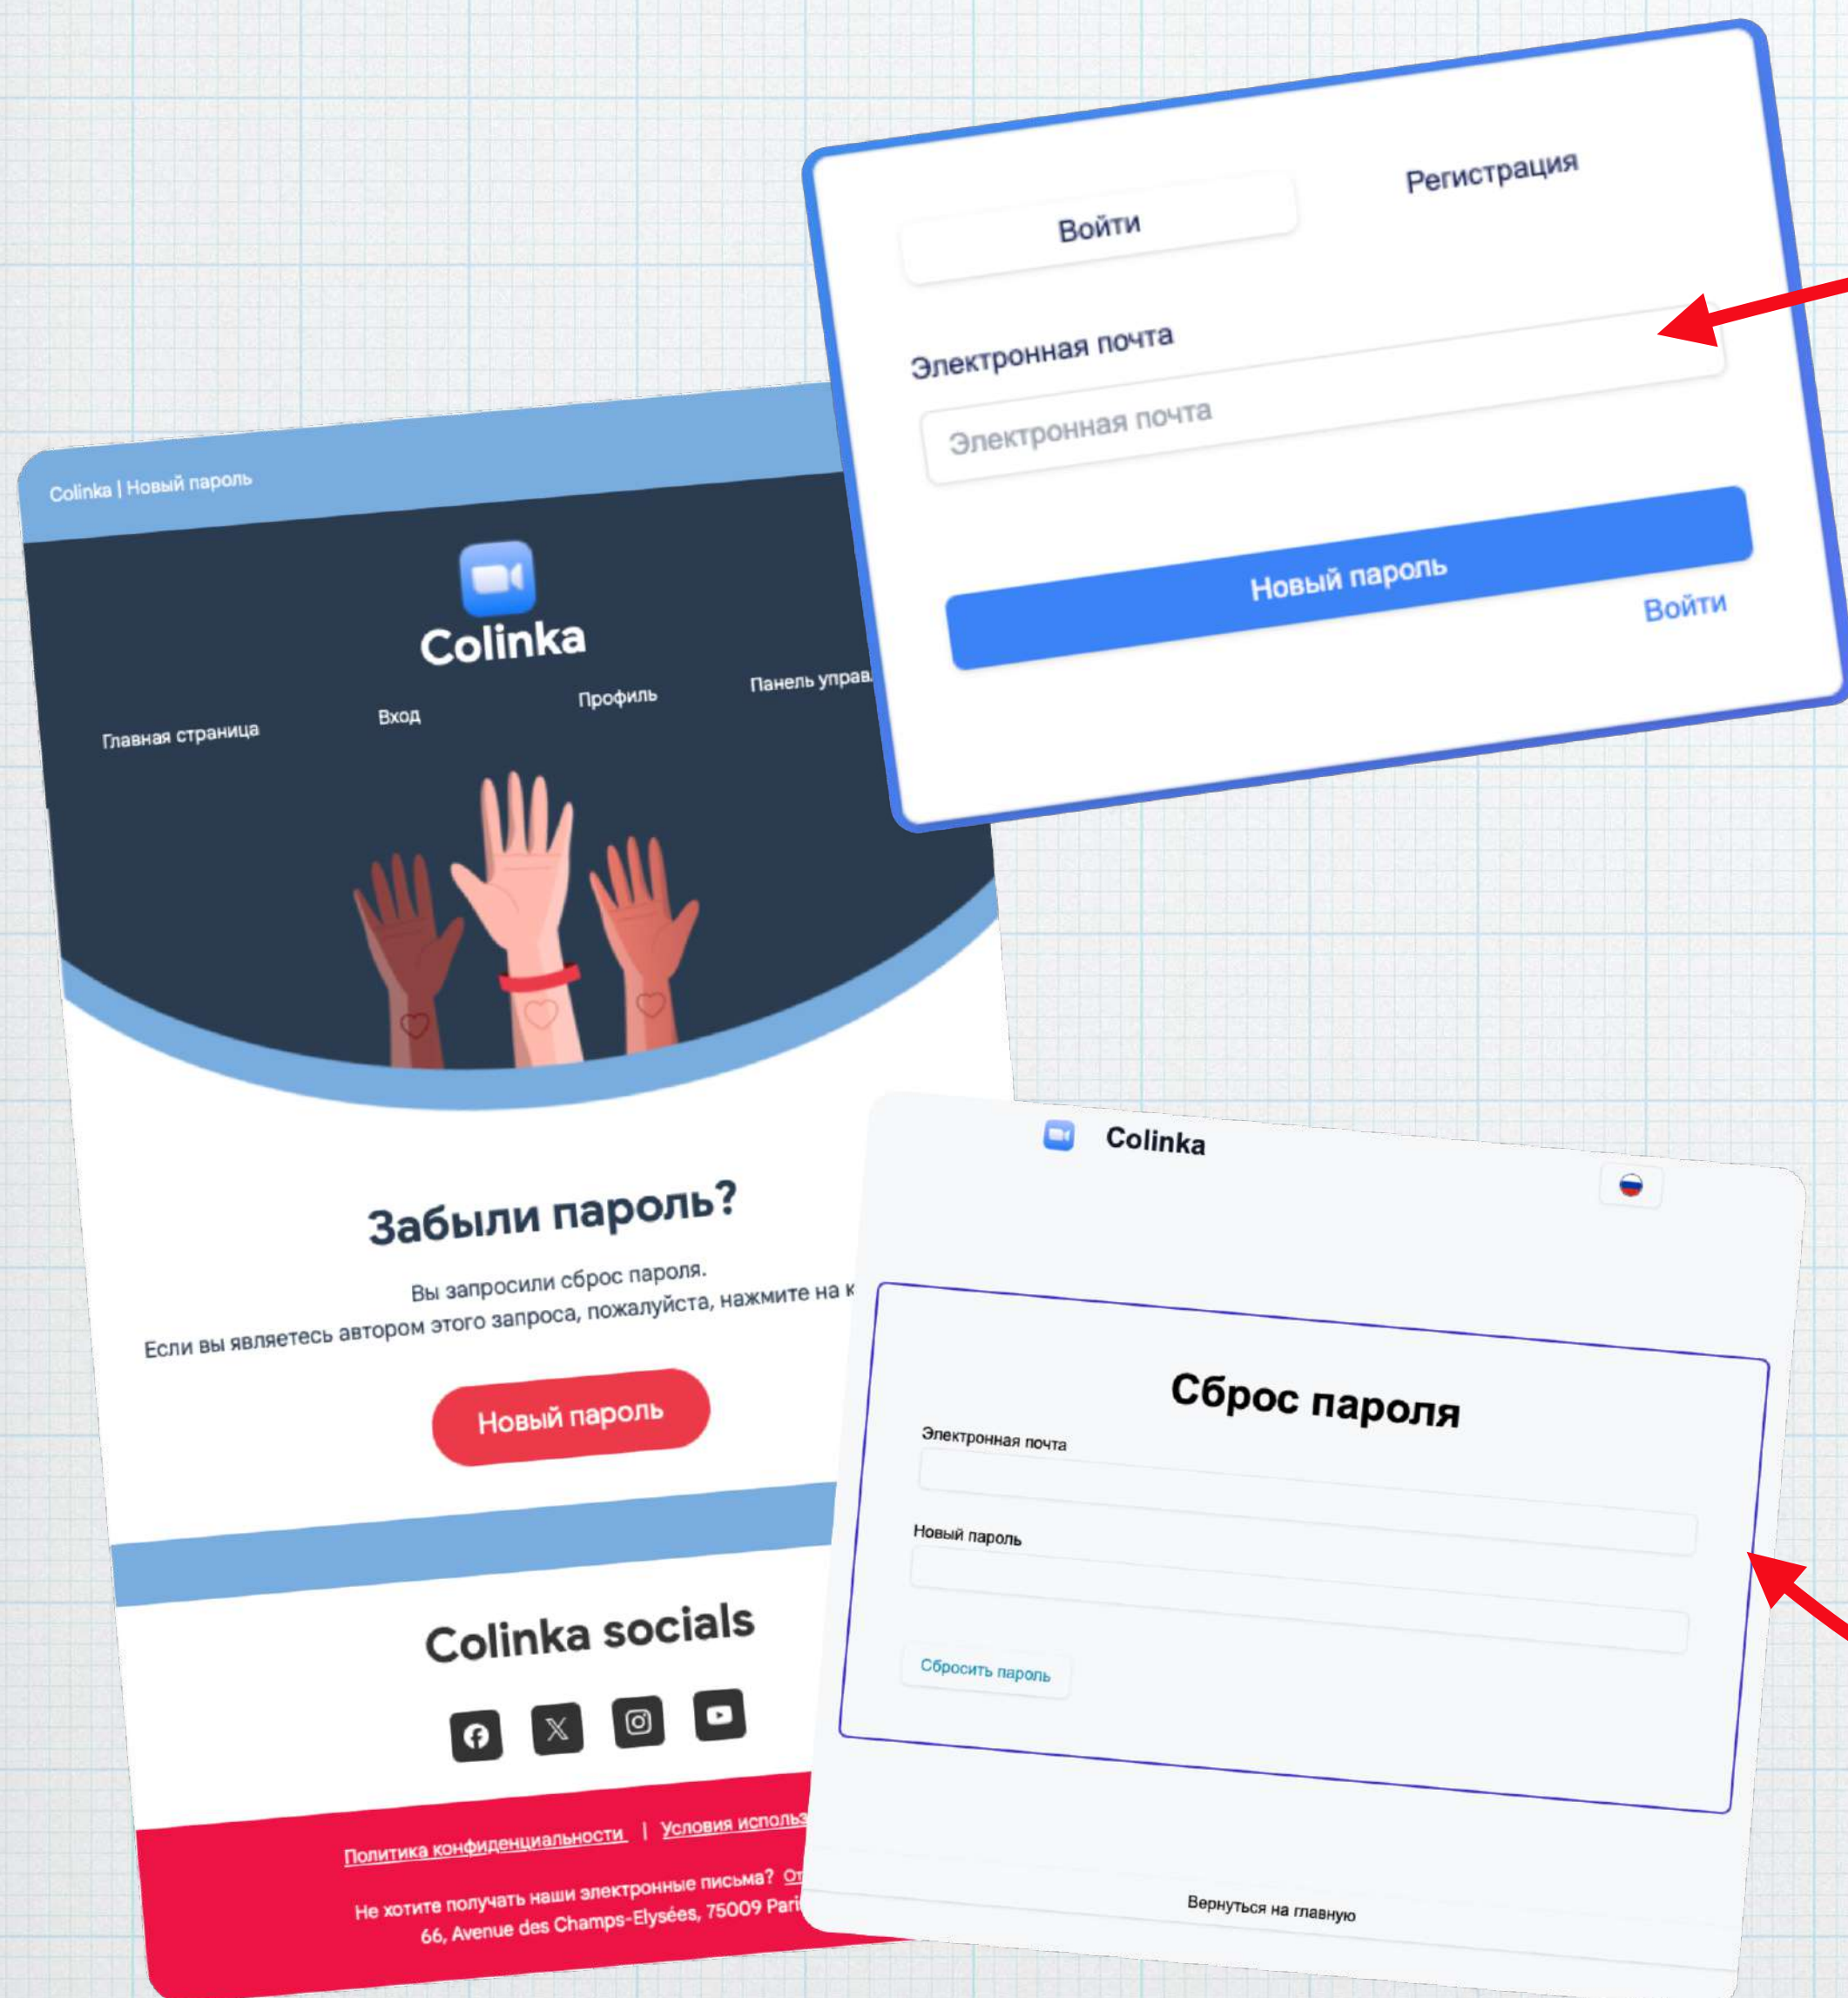 Войти
Регистрация
Электронная почта
Электронная почта
Новый пароль
Войти
Colinka | Новый пароль
Colinka
Главная страница
Вход
Профиль
Панель
Забыли пароль?
Вы запросили сброс пароля.
Если вы являетесь автором этого запроса, пожалуйста, нажмите на
Новый пароль
Colinka socials
Политика конфиденциальности | Условия
Не хотите получать наши электронные письма?
66, Avenue des Champs-Elysées, 75009
Colinka
Сброс пароля
Электронная почта
Новый пароль
Сбросить пароль
Вернуться на главную